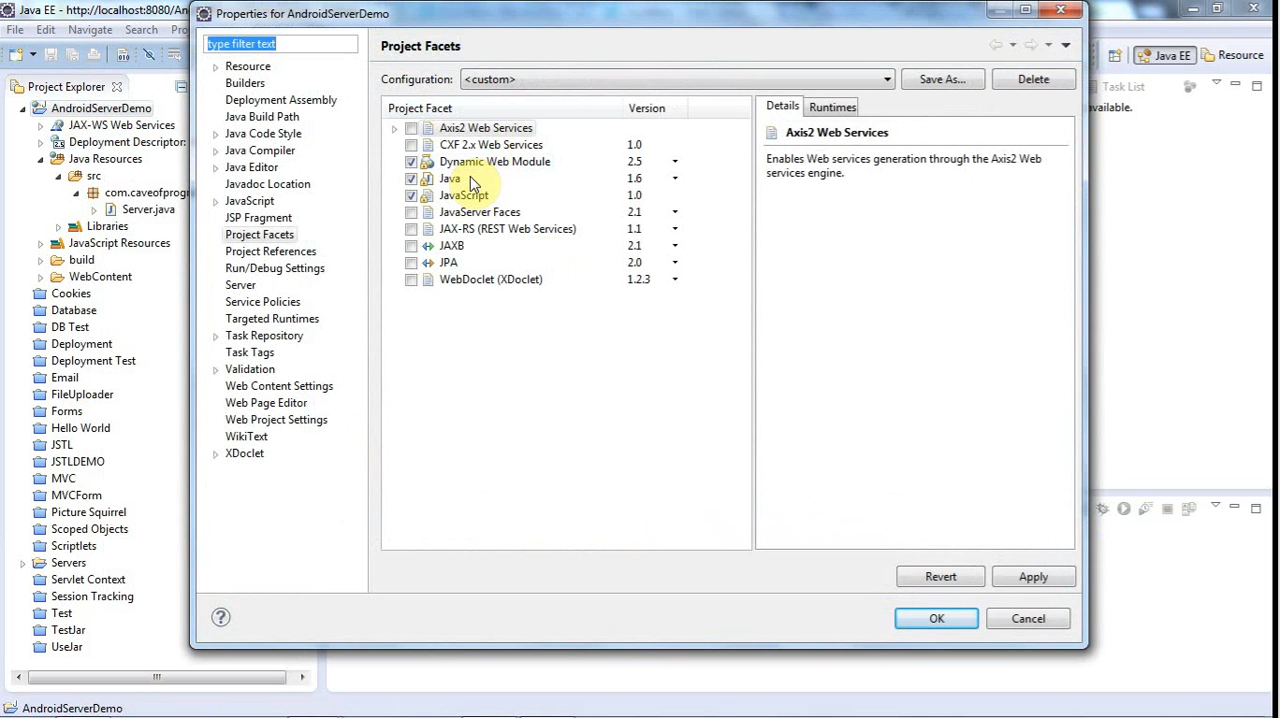 Java EE - http://localhost:8080/An
Properties for AndroidServerDemo
File Edit Navigate Search Pro
Java EE
Resource
Project Explorer
AndroidServerDemo
JAX-WS Web Services
Deployment Descriptor:
Java Resources
src
com.caveofprogr
Server.java
Libraries
JavaScript Resources
build
WebContent
Cookies
Database
DB Test
Deployment
Deployment Test
Email
FileUploader
Forms
Hello World
JSTL
JSTLDEMO
MVC
MVCForm
Picture Squirrel
Scoped Objects
Scriptlets
Servers
Servlet Context
Session Tracking
Test
TestJar
UseJar
AndroidServerDemo
type filter text
Resource
Builders
Deployment Assembly
Java Build Path
Java Code Style
Java Compiler
Java Editor
Javadoc Location
JavaScript
JSP Fragment
Project Facets
Project References
Run/Debug Settings
Server
Service Policies
Targeted Runtimes
Task Repository
Task Tags
Validation
Web Content Settings
Web Page Editor
Web Project Settings
WikiText
XDoclet
Project Facets
Configuration: <custom> Save As... Delete
Project Facet Version
Axis2 Web Services
CXF 2.x Web Services 1.0
Dynamic Web Module 2.5
Java 1.6
JavaScript 1.0
JavaServer Faces 2.1
JAX-RS (REST Web Services) 1.1
JAXB 2.1
JPA 2.0
WebDoclet (XDoclet) 1.2.3
Details Runtimes
Axis2 Web Services
Enables Web services generation through the Axis2 Web
services engine.
Revert Apply
OK Cancel
Task List
available.